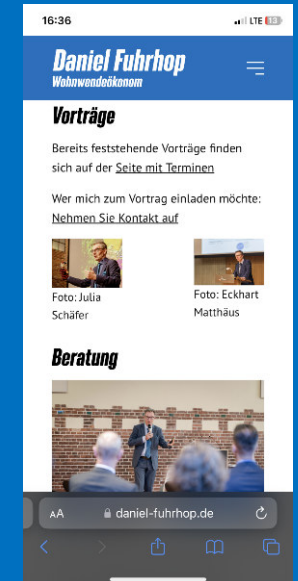 16:36
LTE 13
Daniel Fuhrhop
Wohnwendeökonom
Vorträge
Bereits feststehende Vorträge finden
sich auf der Seite mit Terminen
Wer mich zum Vortrag einladen möchte:
Nehmen Sie Kontakt auf
Foto: Julia
Schäfer
Foto: Eckhart
Matthäus
Beratung
AA
daniel-fuhrhop.de